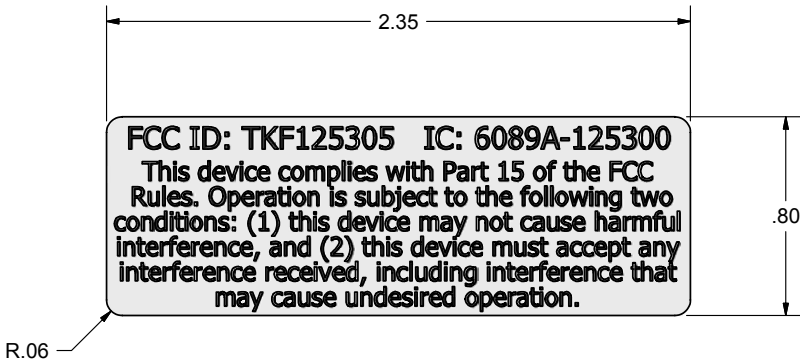 2.35
FCC ID: TKF125305 IC: 6089A-125300
This device complies with Part 15 of the FCC
Rules. Operation is subject to the following two
conditions: (1) this device may not cause harmful
interference, and (2) this device must accept any
interference received, including interference that
may cause undesired operation.
.80
R.06